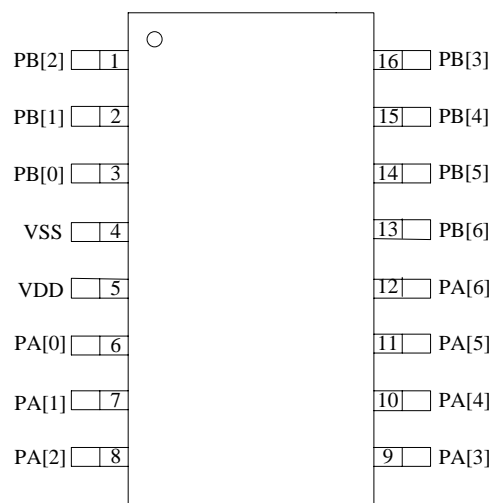 PB[2] 1 16 PB[3]
PB[1] 2 15 PB[4]
PB[0] 3 14 PB[5]
VSS 4 13 PB[6]
VDD 5 12 PA[6]
PA[0] 6 11 PA[5]
PA[1] 7 10 PA[4]
PA[2] 8 9 PA[3]